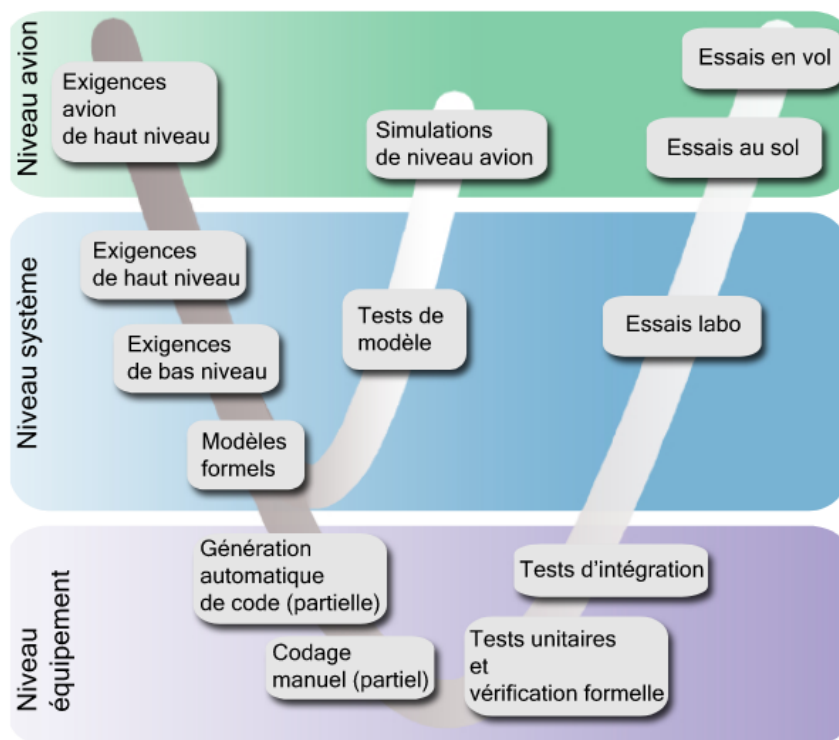 Niveau avion
Exigences
avion
de haut niveau
Simulations
de niveau avion
Essais en vol
Essais au sol
Niveau système
Exigences
de haut niveau
Exigences
de bas niveau
Modèles
formels
Tests de
modèle
Essais labo
Niveau
équipement
Génération
automatique
de code (partielle)
Codage
manuel (partiel)
Tests d'intégration
Tests unitaires
et
vérification formelle